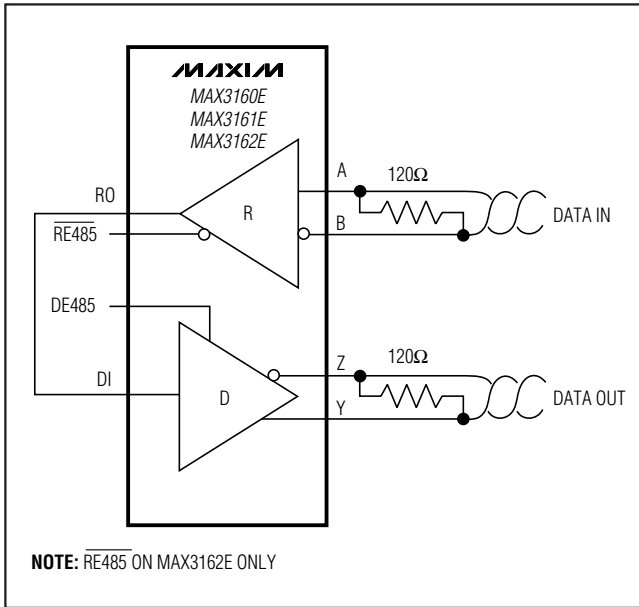 MAXIM
MAX3160E
MAX3161E
MAX3162E
A
120Ω
RO
R
DATA IN
RE485
B
DE485
Z
120Ω
DI
D
DATA OUT
Y
NOTE: RE485 ON MAX3162E ONLY